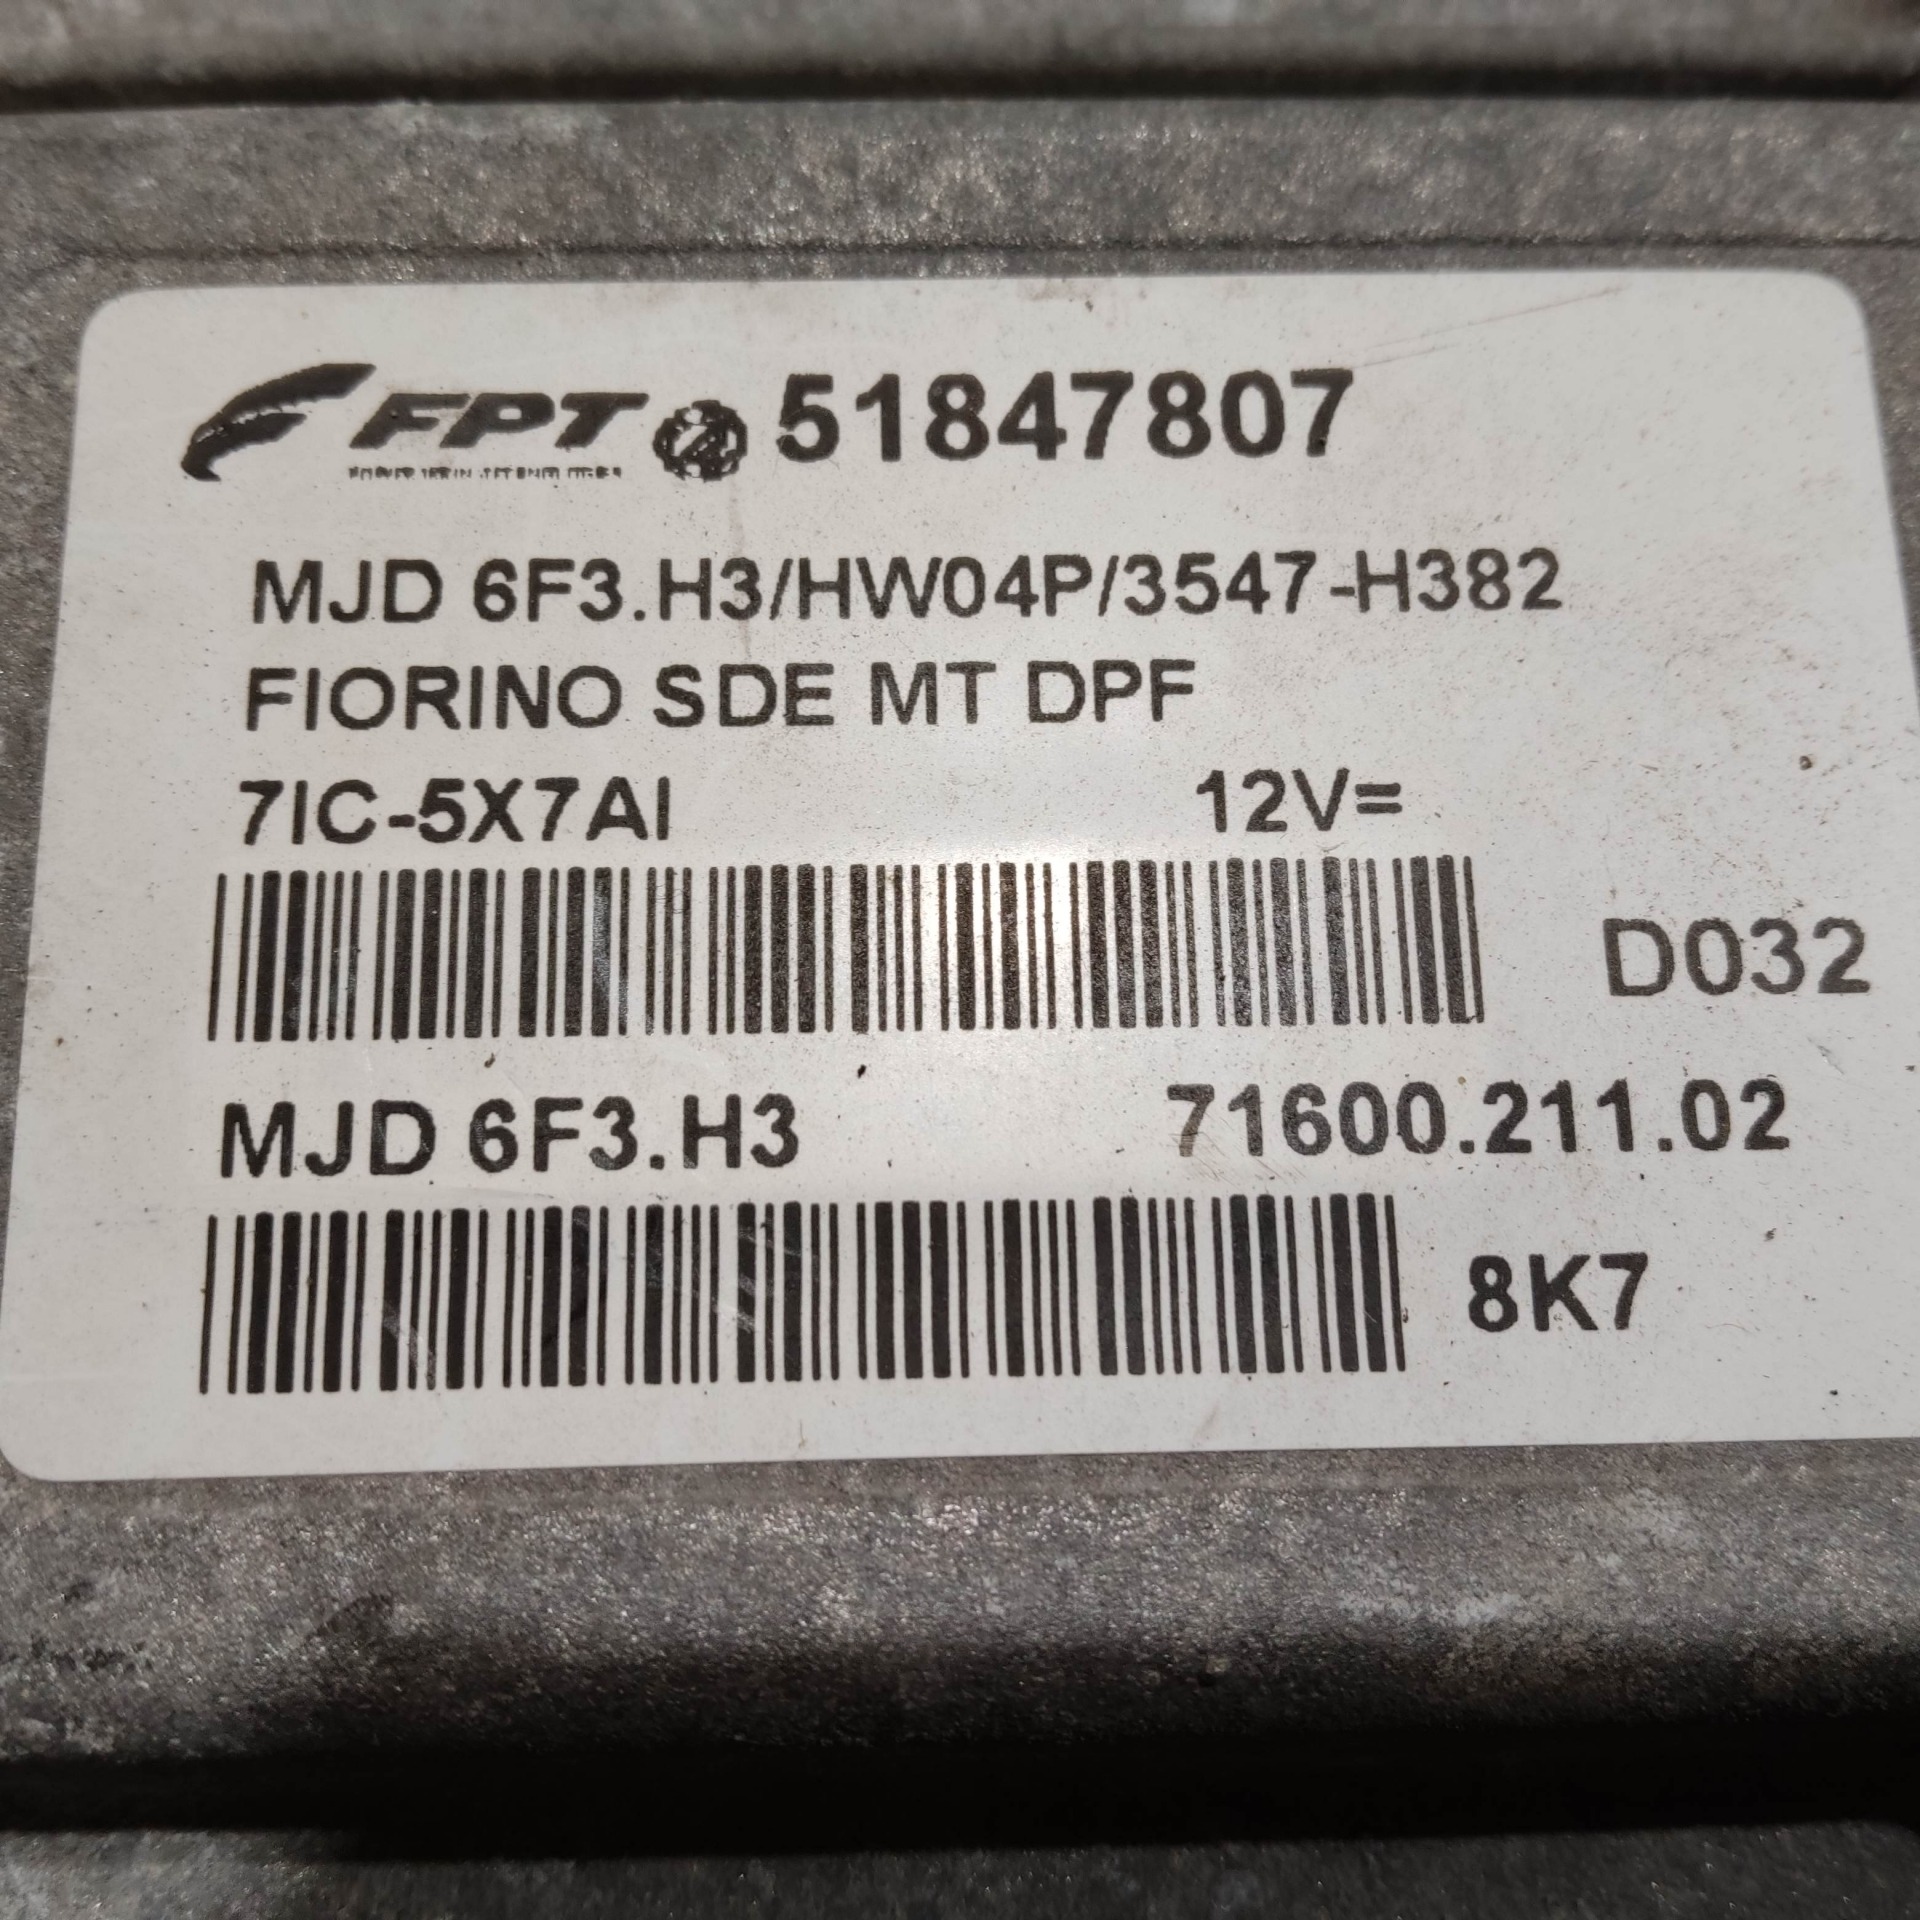 FPT 51847807
MJD 6F3.H3/HW04P/3547-H382
FIORINO SDE MT DPF
7IC-5X7AI 12V=
D032
MJD 6F3.H3 71600.211.02
8K7